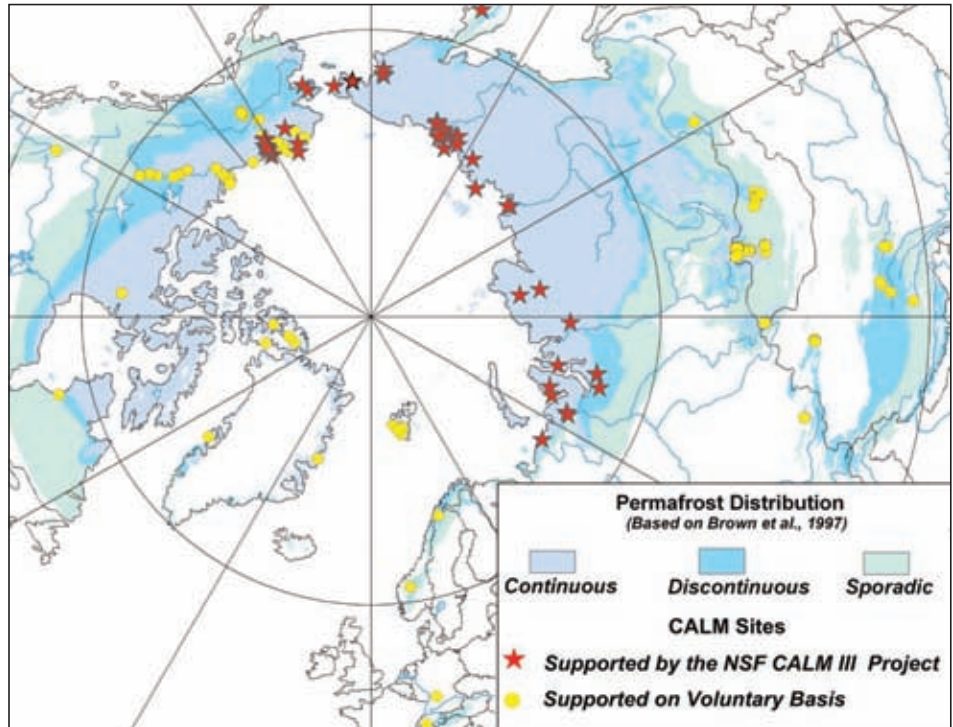 Permafrost Distribution
(Based on Brown et al., 1997)
Continuous Discontinuous Sporadic
CALM Sites
Supported by the NSF CALM III Project
Supported on Voluntary Basis